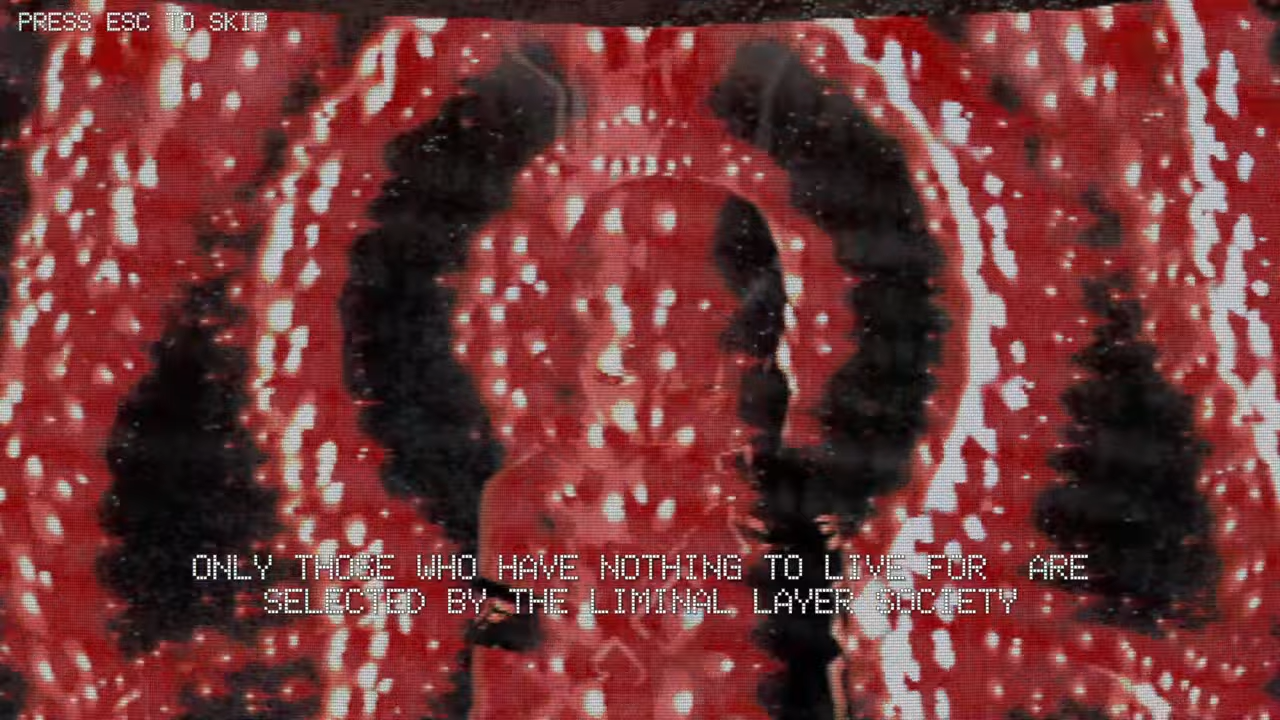 PRESS ESC TO SKIP
ONLY THOSE WHO HAVE NOTHING TO LIVE FOR ARE
SELECTED BY THE LIMINAL LAYER SOCIETY